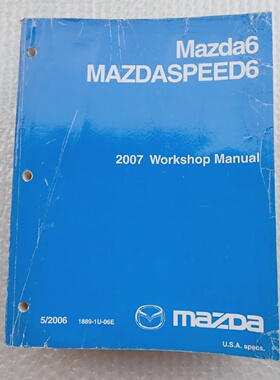 Mazda6
MAZDASPEED6
2007 Workshop Manual
5/2006 1889-1U-06E mazda
U.S.A. specs.